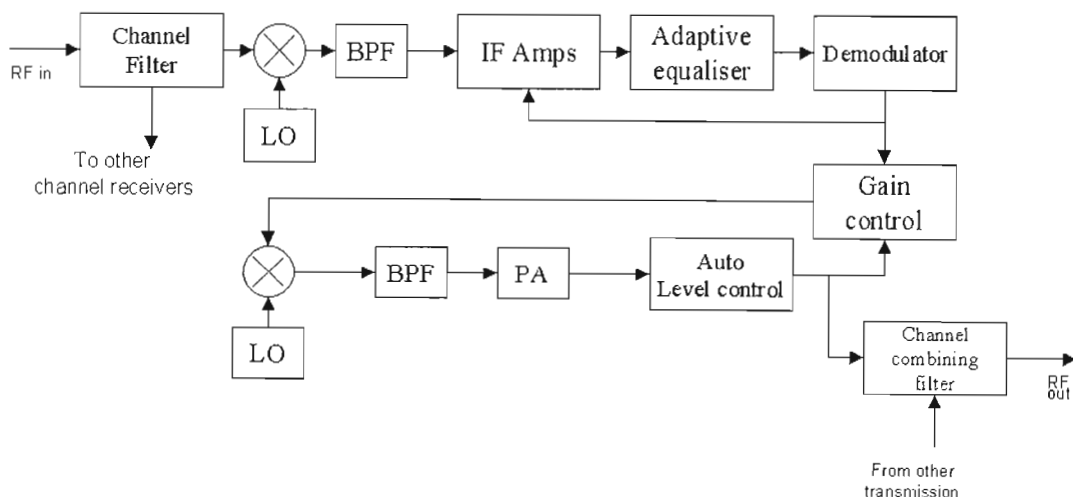 RF in
Channel
Filter
BPF
IF Amps
Adaptive
equaliser
Demodulator
LO
To other
channel receivers
Gain
control
BPF
PA
Auto
Level control
LO
Channel
combining
filter
RF
out
From other
transmission